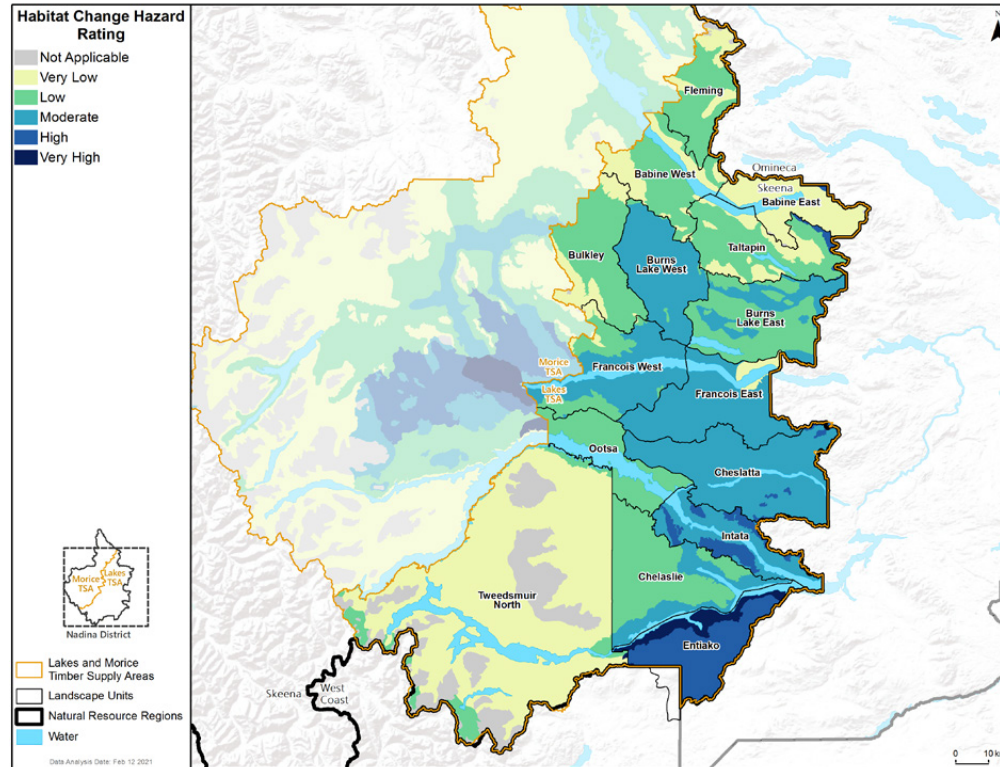 Habitat Change Hazard
Rating
Not Applicable
Very Low
Low
Moderate
High
Very High
Morice
TSA
Lakes
TSA
Nadina District
Lakes and Morice
Timber Supply Areas
Landscape Units
Natural Resource Regions
Water
Data Analysis Date: Feb 12 2021
N
Fleming
Babine West
Omineca
Skeena
Babine East
Taltapin
Bulkley
Burns
Lake West
Burns
Lake East
Morice
TSA
Lakes
TSA
Francois West
Francois East
Ootsa
Cheslatta
Intata
Chelaslie
Tweedsmuir
North
Entiako
Skeena
West
Coast
0 10 k